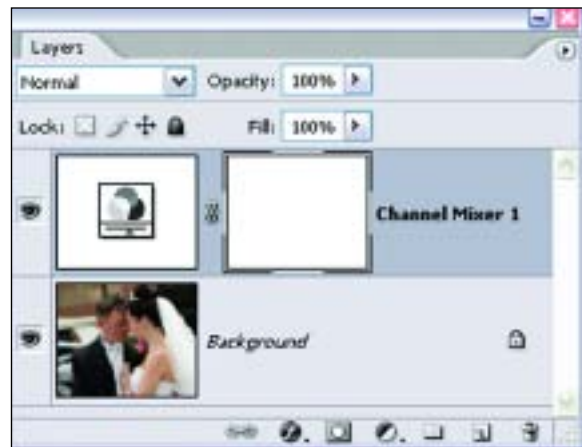 Layers
Normal Opacity: 100%
Lock: Fill: 100%
Channel Mixer 1
Background